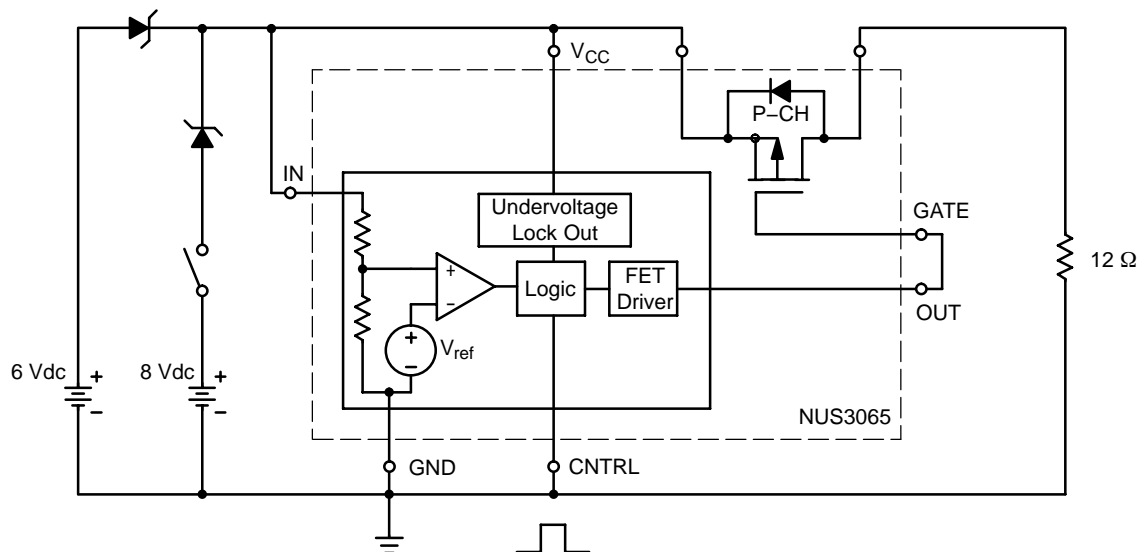 V_CC
P–CH
IN
GATE
Undervoltage
Lock Out
12 Ω
+
–
Logic
FET
Driver
OUT
+
–
V_ref
6 Vdc
+
–
8 Vdc
+
–
NUS3065
GND
CNTRL